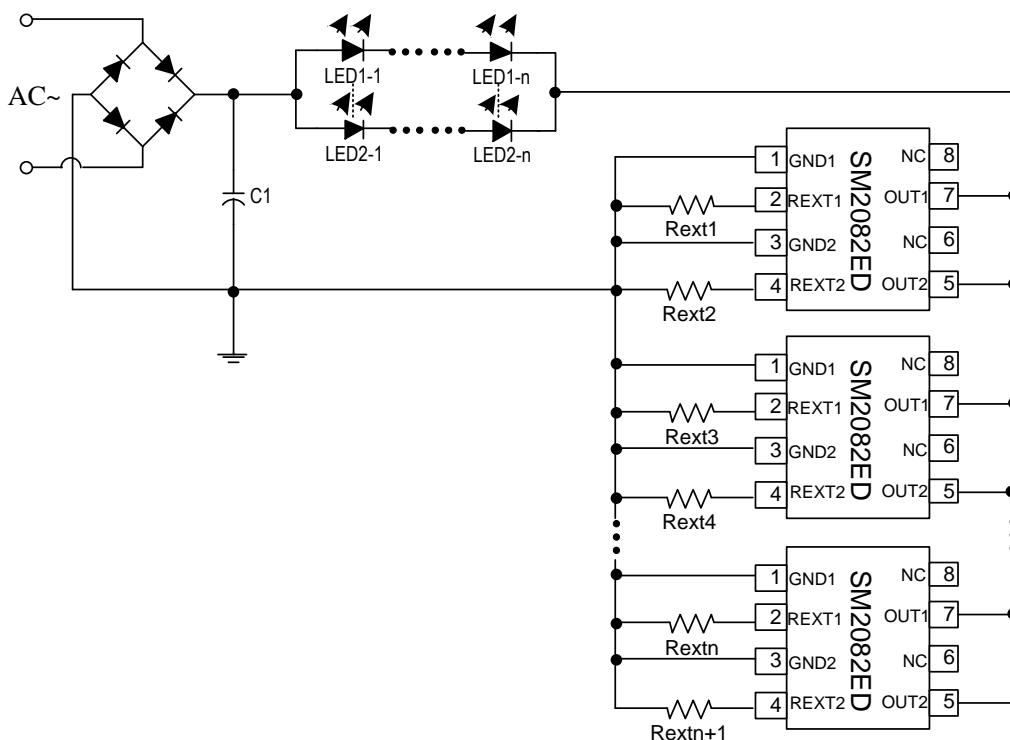 AC~
LED1-1
LED1-n
LED2-1
LED2-n
C1
1 GND1
2 REXT1
3 GND2
4 REXT2
SM2082ED
NC 8
OUT1 7
NC 6
OUT2 5
Rext1
Rext2
1 GND1
2 REXT1
3 GND2
4 REXT2
SM2082ED
NC 8
OUT1 7
NC 6
OUT2 5
Rext3
Rext4
1 GND1
2 REXT1
3 GND2
4 REXT2
SM2082ED
NC 8
OUT1 7
NC 6
OUT2 5
Rextn
Rextn+1